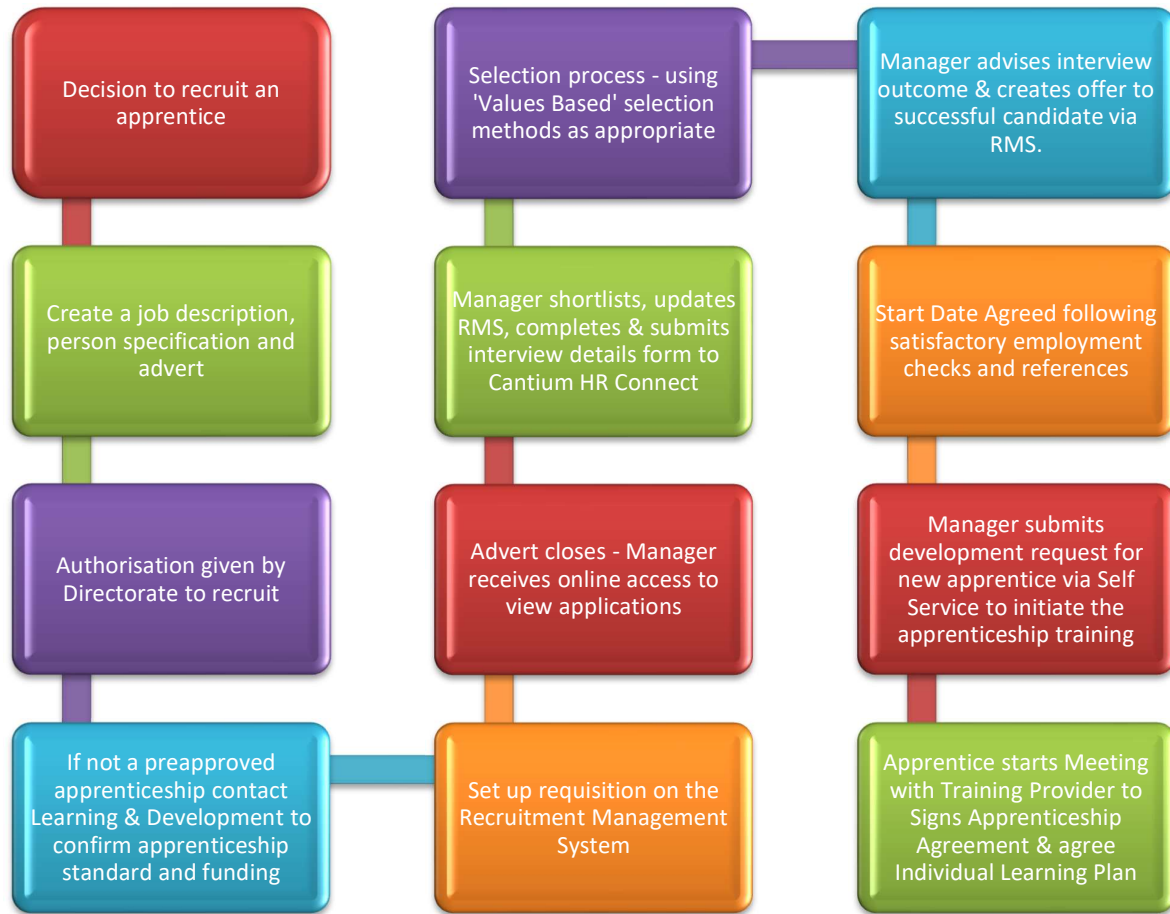 Decision to recruit an
apprentice
Create a job description,
person specification and
advert
Authorisation given by
Directorate to recruit
If not a preapproved
apprenticeship contact
Learning & Development to
confirm apprenticeship
standard and funding
Set up requisition on the
Recruitment Management
System
Advert closes - Manager
receives online access to
view applications
Manager shortlists, updates
RMS, completes & submits
interview details form to
Cantium HR Connect
Selection process - using
'Values Based' selection
methods as appropriate
Manager advises interview
outcome & creates offer to
successful candidate via
RMS.
Start Date Agreed following
satisfactory employment
checks and references
Manager submits
development request for
new apprentice via Self
Service to initiate the
apprenticeship training
Apprentice starts Meeting
with Training Provider to
Signs Apprenticeship
Agreement & agree
Individual Learning Plan